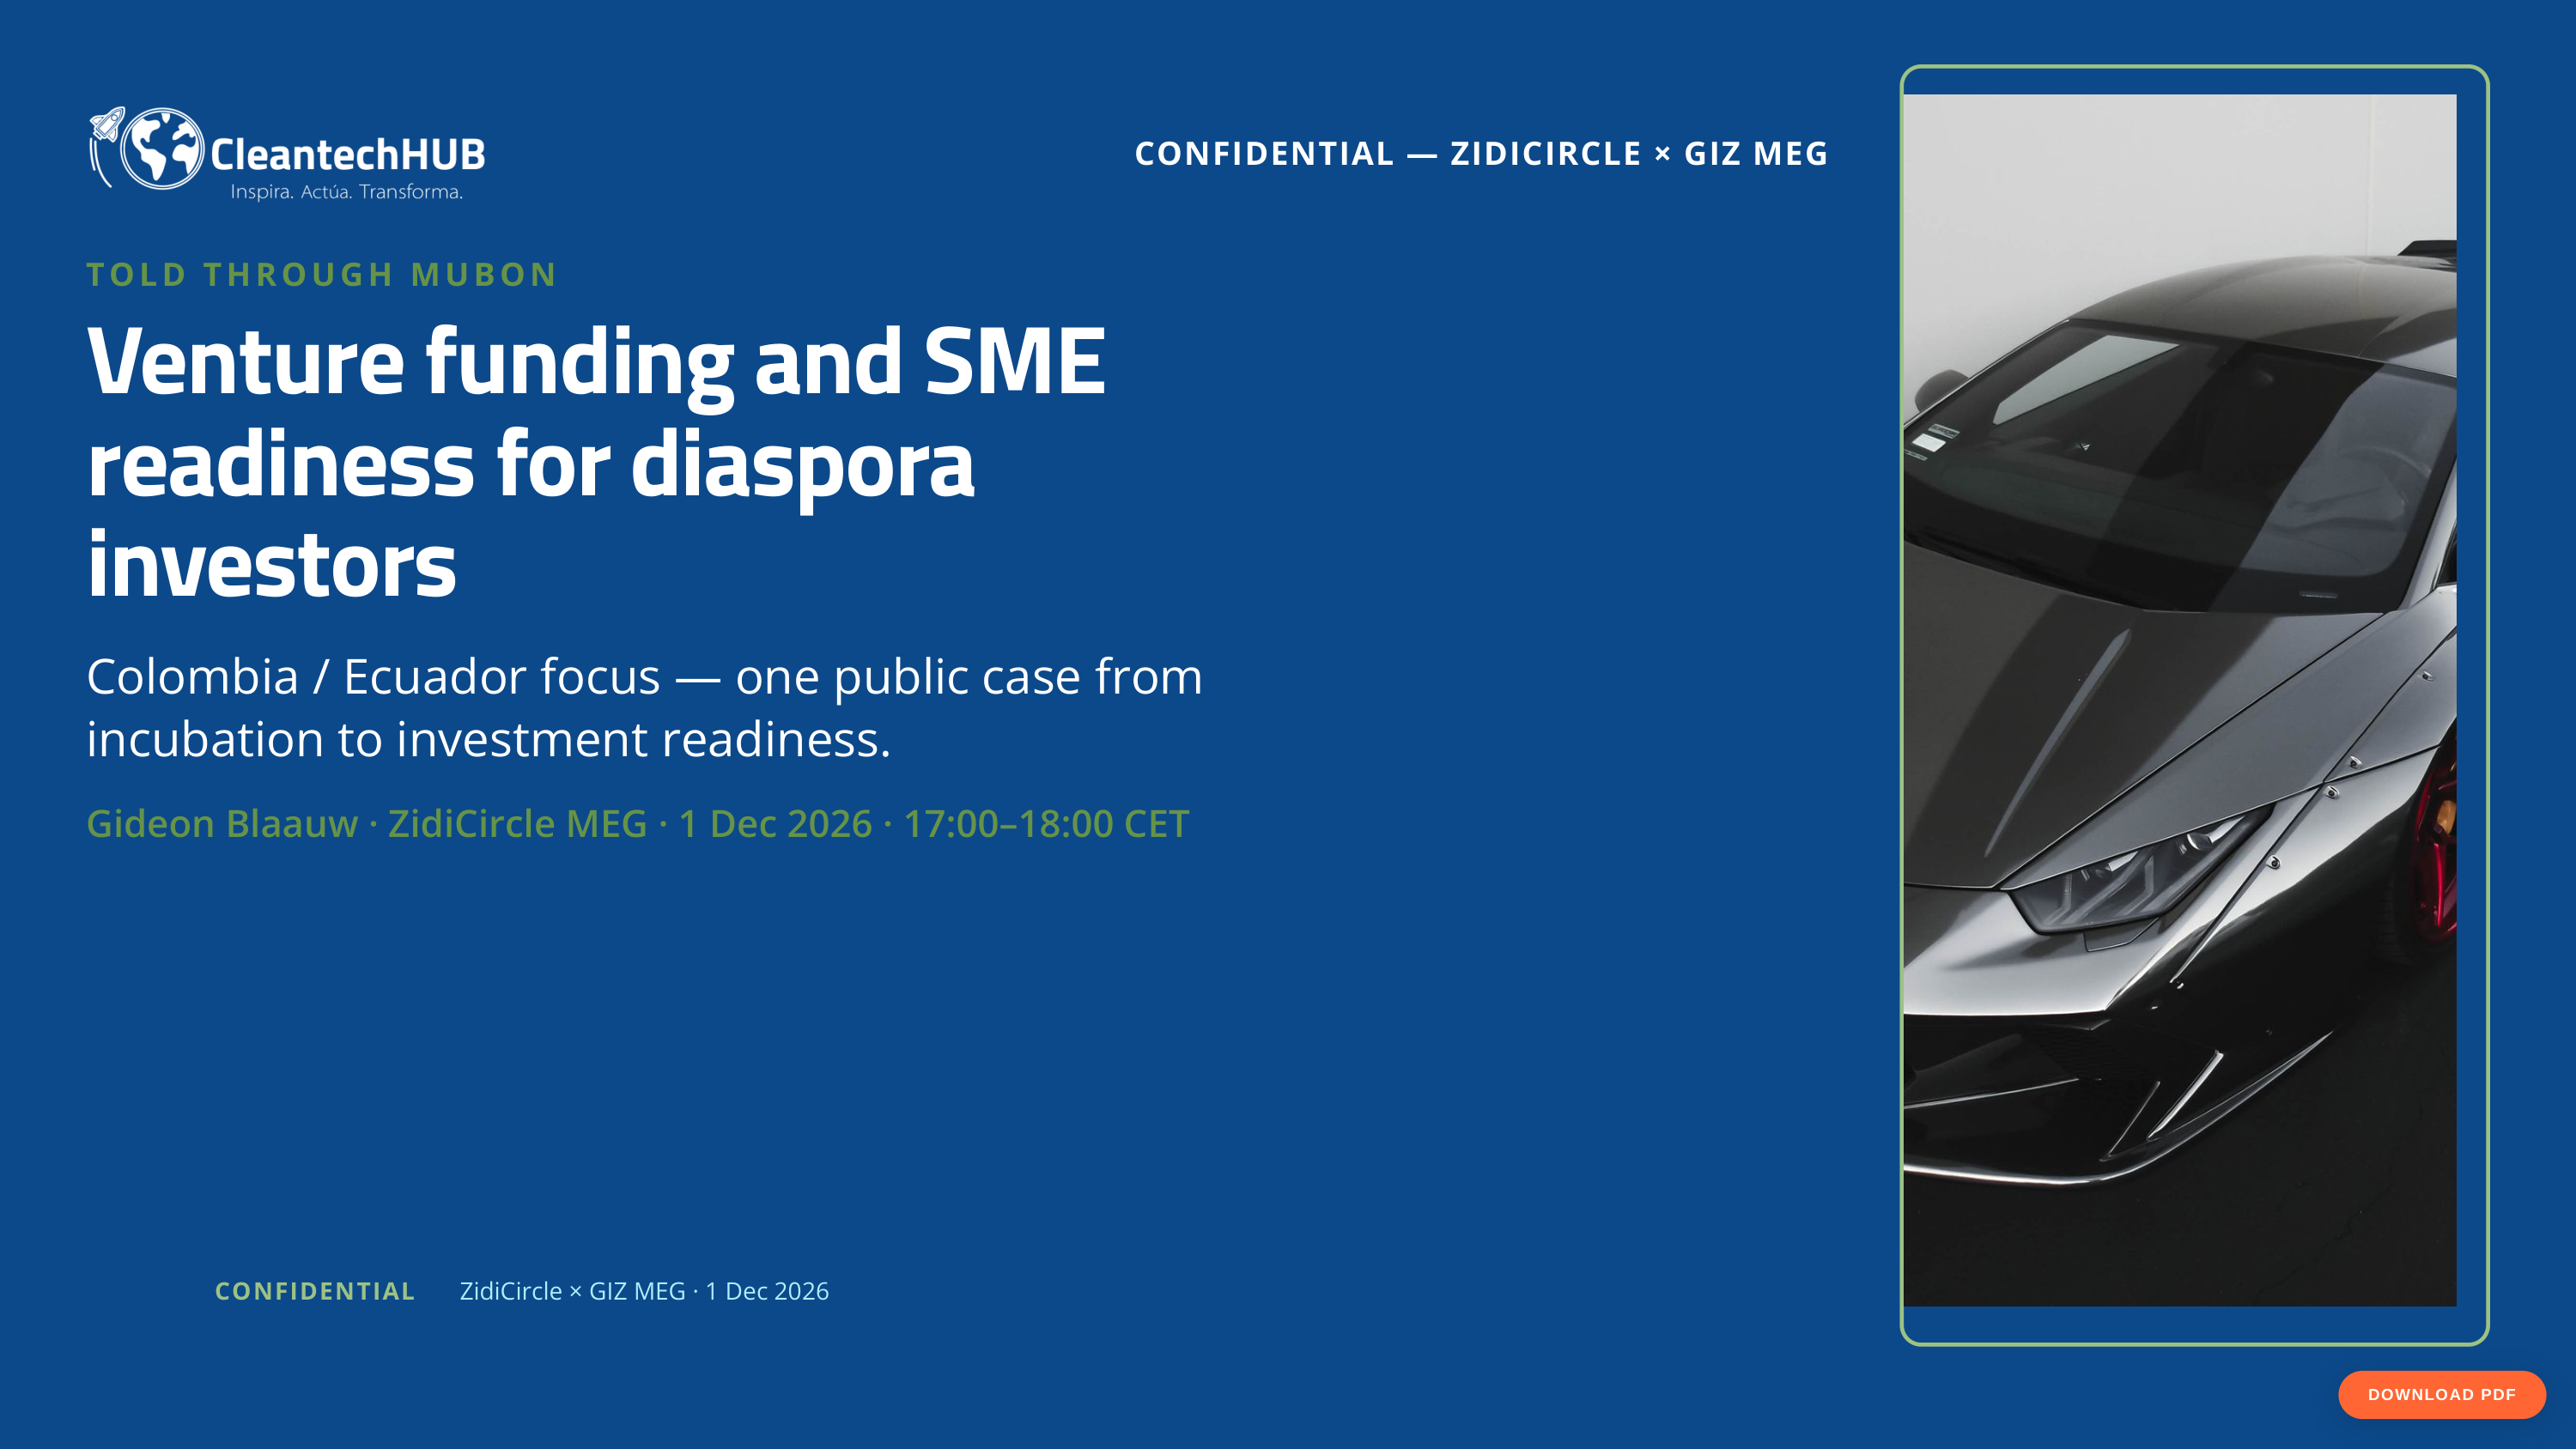 CleantechHUB
Inspira. Actúa. Transforma.
CONFIDENTIAL — ZIDICIRCLE × GIZ MEG
TOLD THROUGH MUBON
Venture funding and SME
readiness for diaspora
investors
Colombia / Ecuador focus — one public case from
incubation to investment readiness.
Gideon Blaauw · ZidiCircle MEG · 1 Dec 2026 · 17:00–18:00 CET
CONFIDENTIAL ZidiCircle × GIZ MEG · 1 Dec 2026
DOWNLOAD PDF